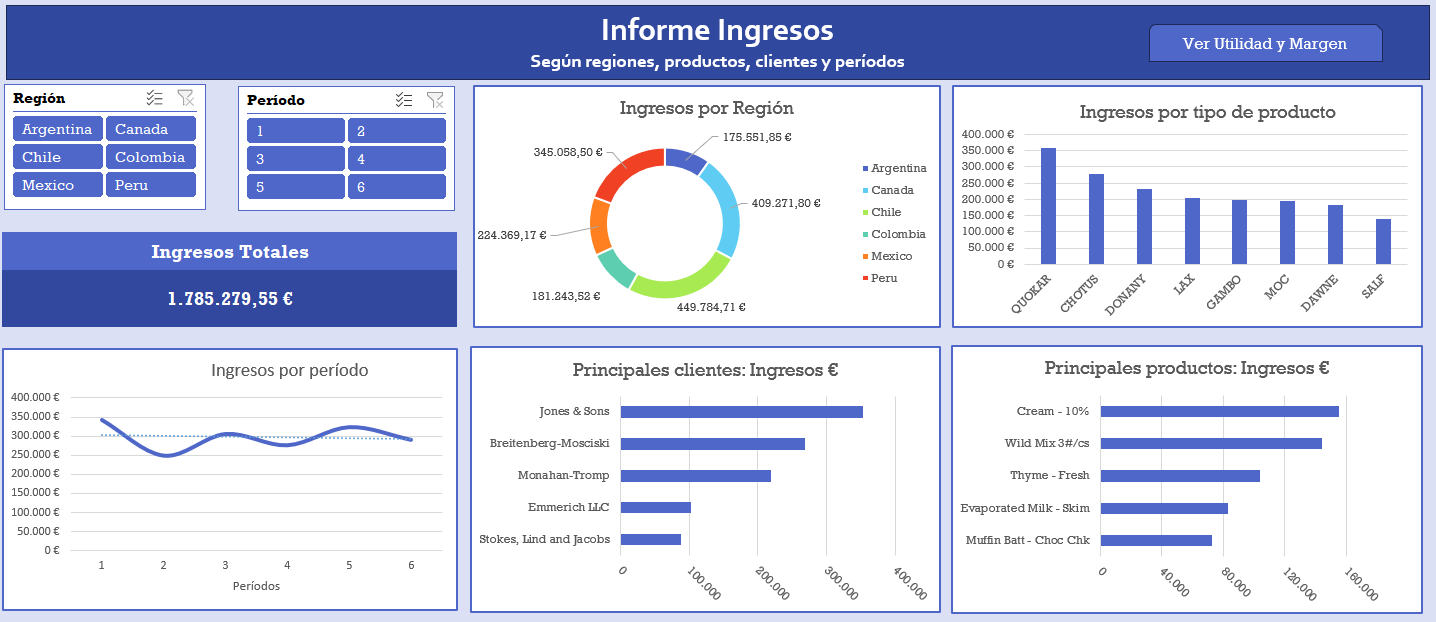 Informe Ingresos
Según regiones, productos, clientes y períodos
Ver Utilidad y Margen
Región
Argentina Canada
Chile Colombia
Mexico Peru
Período
1 2
3 4
5 6
Ingresos Totales
1.785.279,55 €
Ingresos por Región
175.551,85 €
345.058,50 €
409.271,80 €
224.369,17 €
181.243,52 €
449.784,71 €
Argentina
Canada
Chile
Colombia
Mexico
Peru
Ingresos por tipo de producto
400.000 €
350.000 €
300.000 €
250.000 €
200.000 €
150.000 €
100.000 €
50.000 €
0 €
QUOKAR CHOTUS DONANY LAX GAMBO MOC DAWNE SALF
Ingresos por período
400.000 €
350.000 €
300.000 €
250.000 €
200.000 €
150.000 €
100.000 €
50.000 €
0 €
1 2 3 4 5 6
Períodos
Principales clientes: Ingresos €
Jones & Sons
Breitenberg-Mosciski
Monahan-Tromp
Emmerich LLC
Stokes, Lind and Jacobs
0 100.000 200.000 300.000 400.000
Principales productos: Ingresos €
Cream - 10%
Wild Mix 3#/cs
Thyme - Fresh
Evaporated Milk - Skim
Muffin Batt - Choc Chk
0 40.000 80.000 120.000 160.000